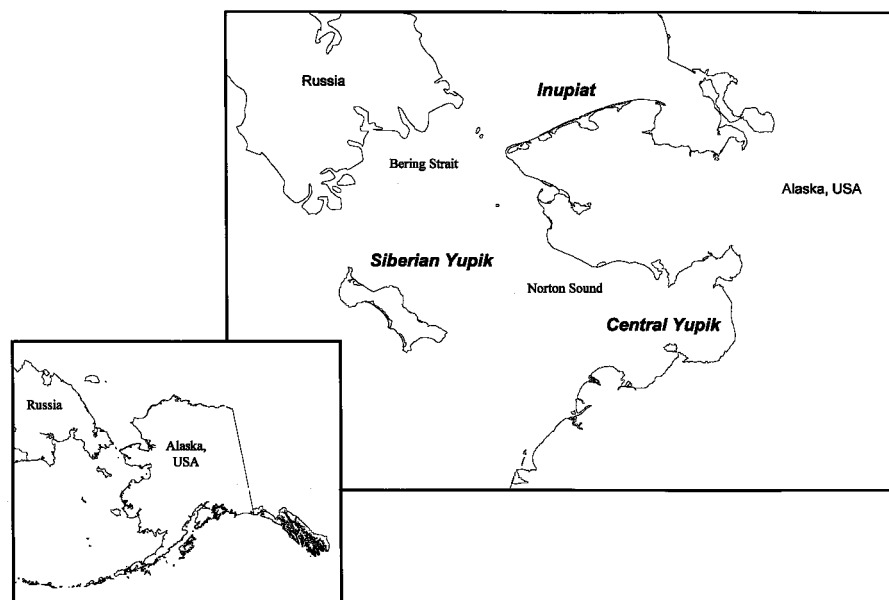 Russia
Inupiat
Bering Strait
Alaska, USA
Siberian Yupik
Norton Sound
Central Yupik
Russia
Alaska,
USA